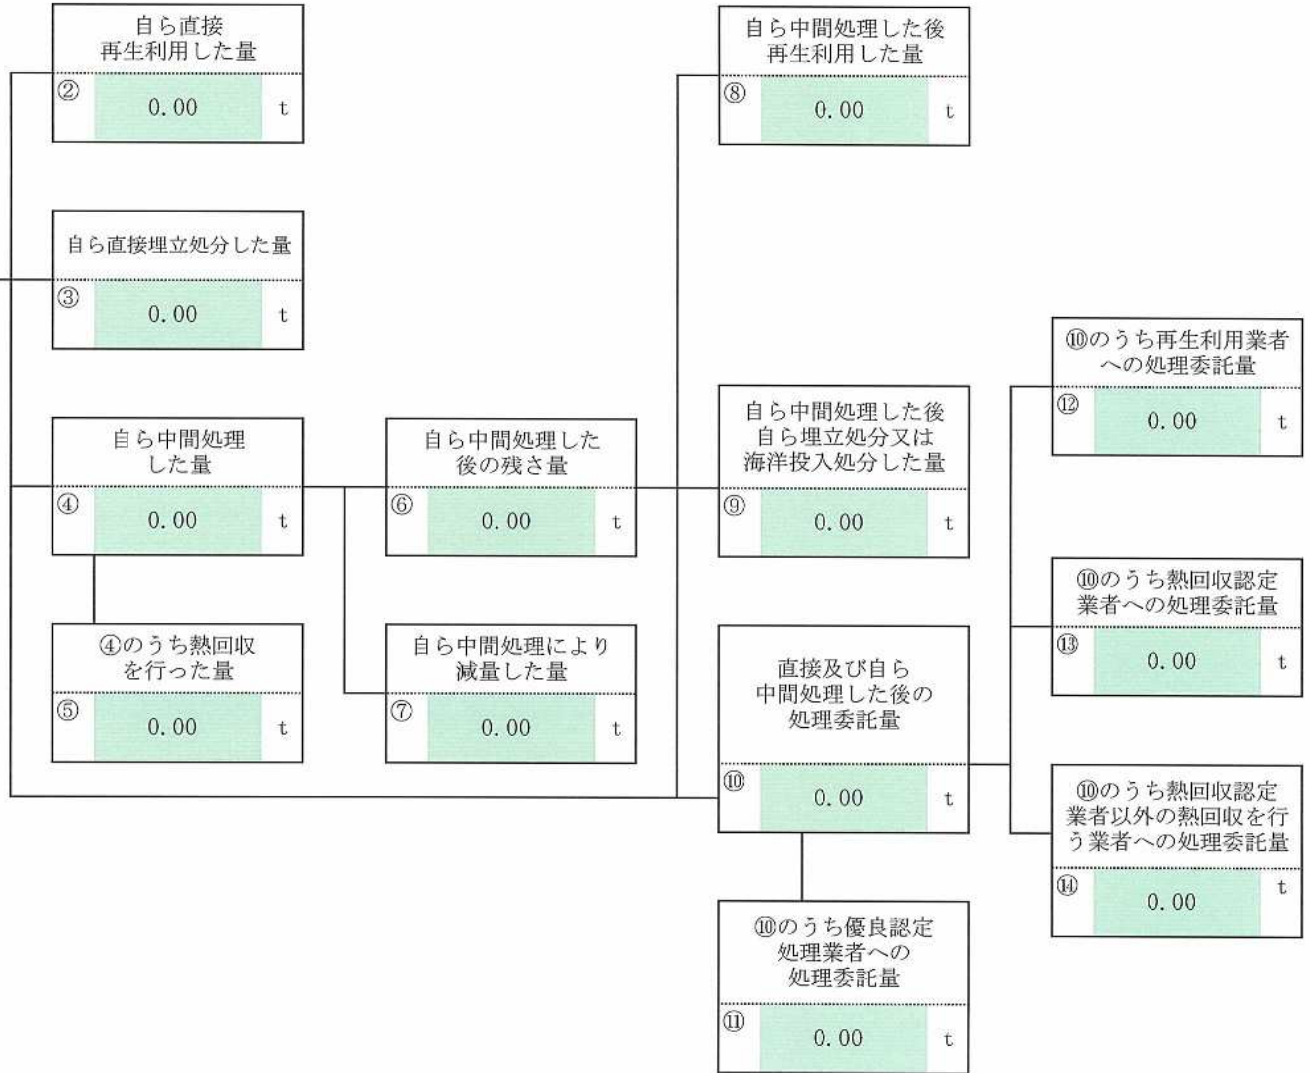 自ら直接
再生利用した量
② 0.00 t
自ら直接埋立処分した量
③ 0.00 t
自ら中間処理
した量
④ 0.00 t
④のうち熱回収
を行った量
⑤ 0.00 t
自ら中間処理した
後の残さ量
⑥ 0.00 t
自ら中間処理により
減量した量
⑦ 0.00 t
自ら中間処理した後
再生利用した量
⑧ 0.00 t
自ら中間処理した後
自ら埋立処分又は
海洋投入処分した量
⑨ 0.00 t
直接及び自ら
中間処理した後の
処理委託量
⑩ 0.00 t
⑩のうち優良認定
処理業者への
処理委託量
⑪ 0.00 t
⑩のうち再生利用業者
への処理委託量
⑫ 0.00 t
⑩のうち熱回収認定
業者への処理委託量
⑬ 0.00 t
⑩のうち熱回収認定
業者以外の熱回収を行
う業者への処理委託量
⑭ 0.00 t